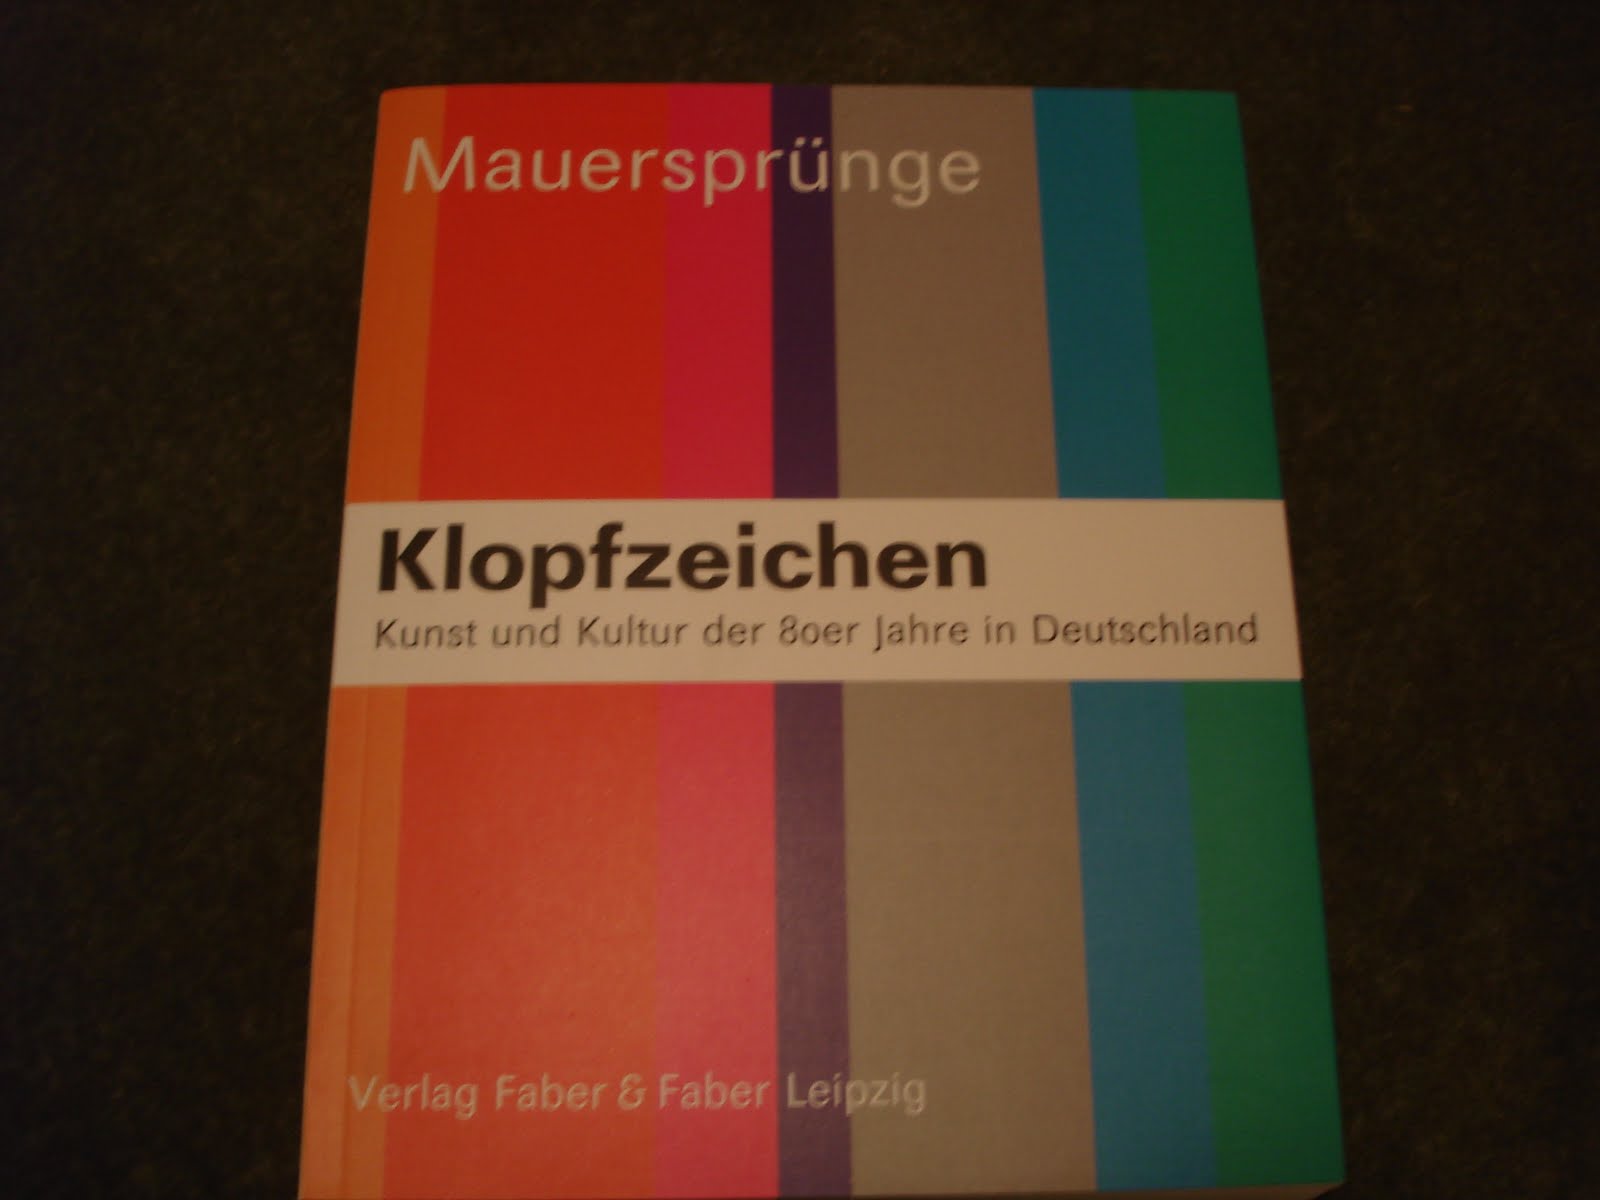 Mauersprünge
Klopfzeichen
Kunst und Kultur der 80er Jahre in Deutschland
Verlag Faber & Faber Leipzig